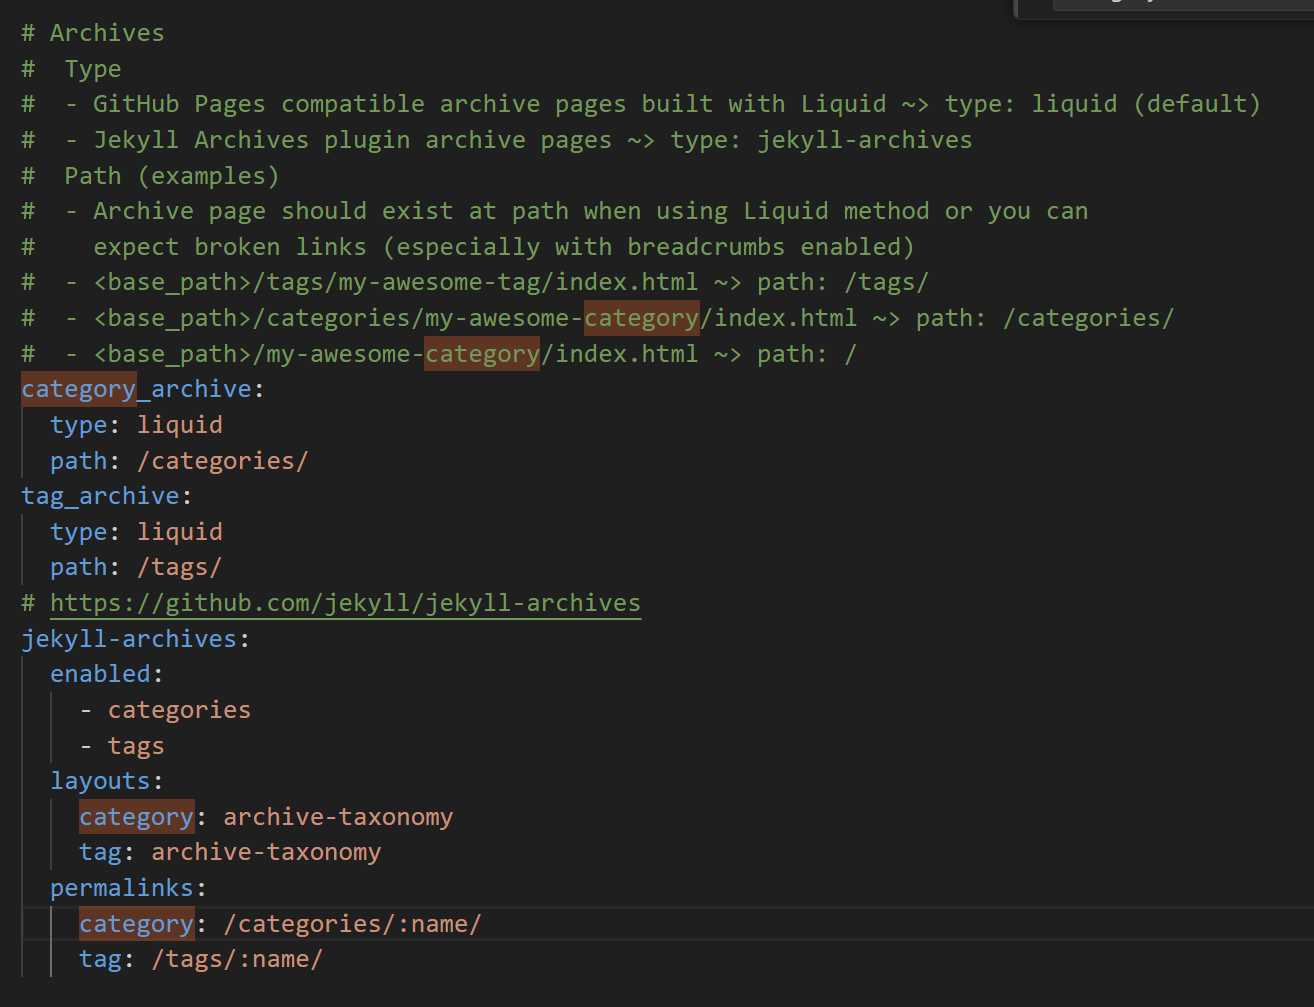 # Archives
#  Type
#  - GitHub Pages compatible archive pages built with Liquid ~> type: liquid (default)
#  - Jekyll Archives plugin archive pages ~> type: jekyll-archives
#  Path (examples)
#  - Archive page should exist at path when using Liquid method or you can
#    expect broken links (especially with breadcrumbs enabled)
#  - <base_path>/tags/my-awesome-tag/index.html ~> path: /tags/
#  - <base_path>/categories/my-awesome-category/index.html ~> path: /categories/
#  - <base_path>/my-awesome-category/index.html ~> path: /
category_archive:
  type: liquid
  path: /categories/
tag_archive:
  type: liquid
  path: /tags/
# https://github.com/jekyll/jekyll-archives
jekyll-archives:
  enabled:
    - categories
    - tags
  layouts:
    category: archive-taxonomy
    tag: archive-taxonomy
  permalinks:
    category: /categories/:name/
    tag: /tags/:name/